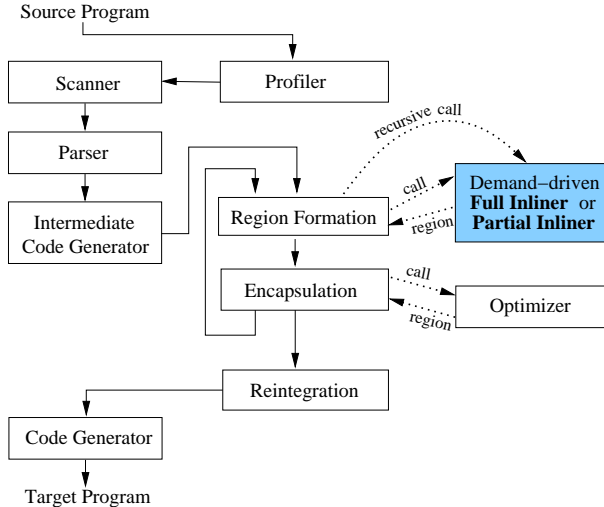 Source Program
Profiler
Scanner
Parser
Intermediate
Code Generator
Region Formation
recursive call
call
region
Demand−driven
Full Inliner or
Partial Inliner
Encapsulation
call
region
Optimizer
Reintegration
Code Generator
Target Program